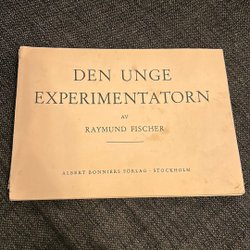 DEN UNGE
EXPERIMENTATORN
AV
RAYMUND FISCHER
ALBERT BONNIERS FÖRLAG - STOCKHOLM